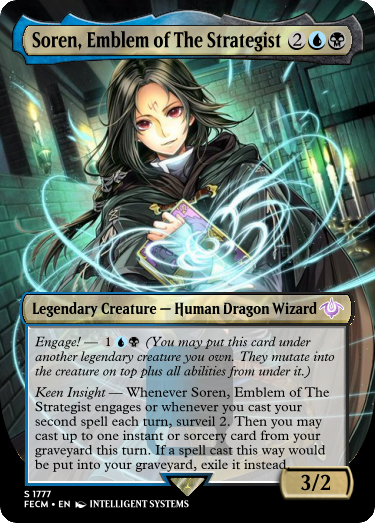 Soren, Emblem of The Strategist 2
Legendary Creature — Human Dragon Wizard
Engage! — 1 (You may put this card under
another legendary creature you own. They mutate into
the creature on top plus all abilities from under it.)
Keen Insight — Whenever Soren, Emblem of The
Strategist engages or whenever you cast your
second spell each turn, surveil 2. Then you may
cast up to one instant or sorcery card from your
graveyard this turn. If a spell cast this way would
be put into your graveyard, exile it instead.
3/2
S 1777
FECM • EN INTELLIGENT SYSTEMS